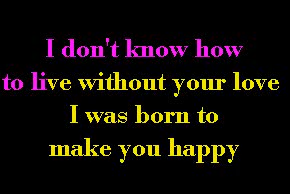 I don't know how
to live without your love
I was born to
make you happy